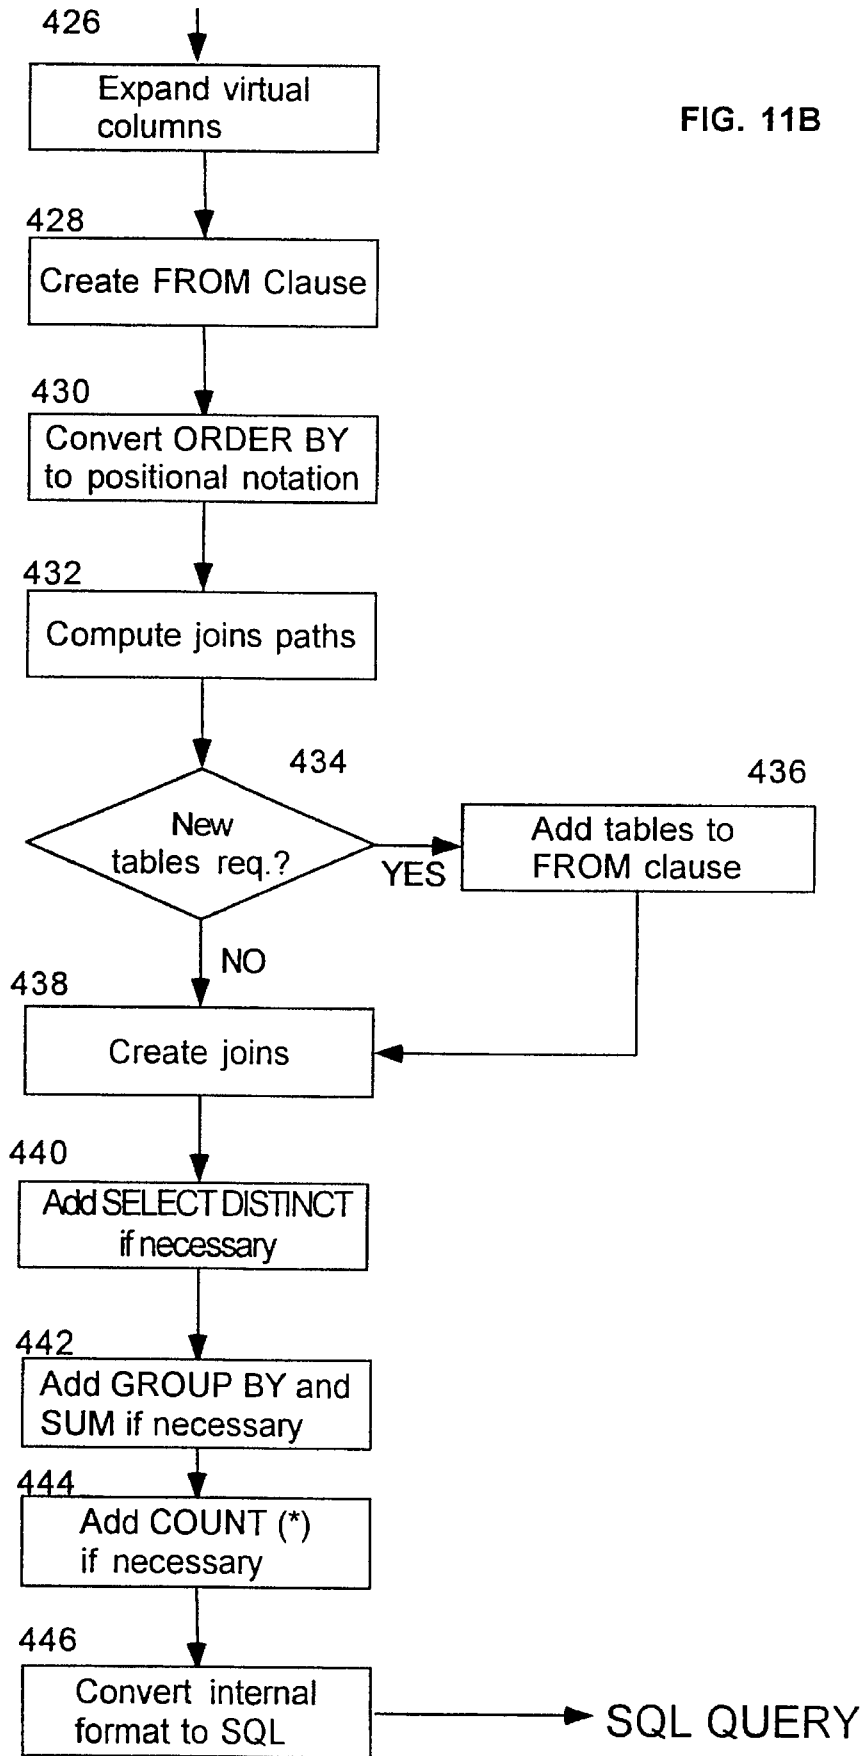 426
Expand virtual
columns
FIG. 11B
428
Create FROM Clause
430
Convert ORDER BY
to positional notation
432
Compute joins paths
434
New
tables req.?
YES
436
Add tables to
FROM clause
NO
438
Create joins
440
Add SELECT DISTINCT
if necessary
442
Add GROUP BY and
SUM if necessary
444
Add COUNT (*)
if necessary
446
Convert internal
format to SQL
SQL QUERY